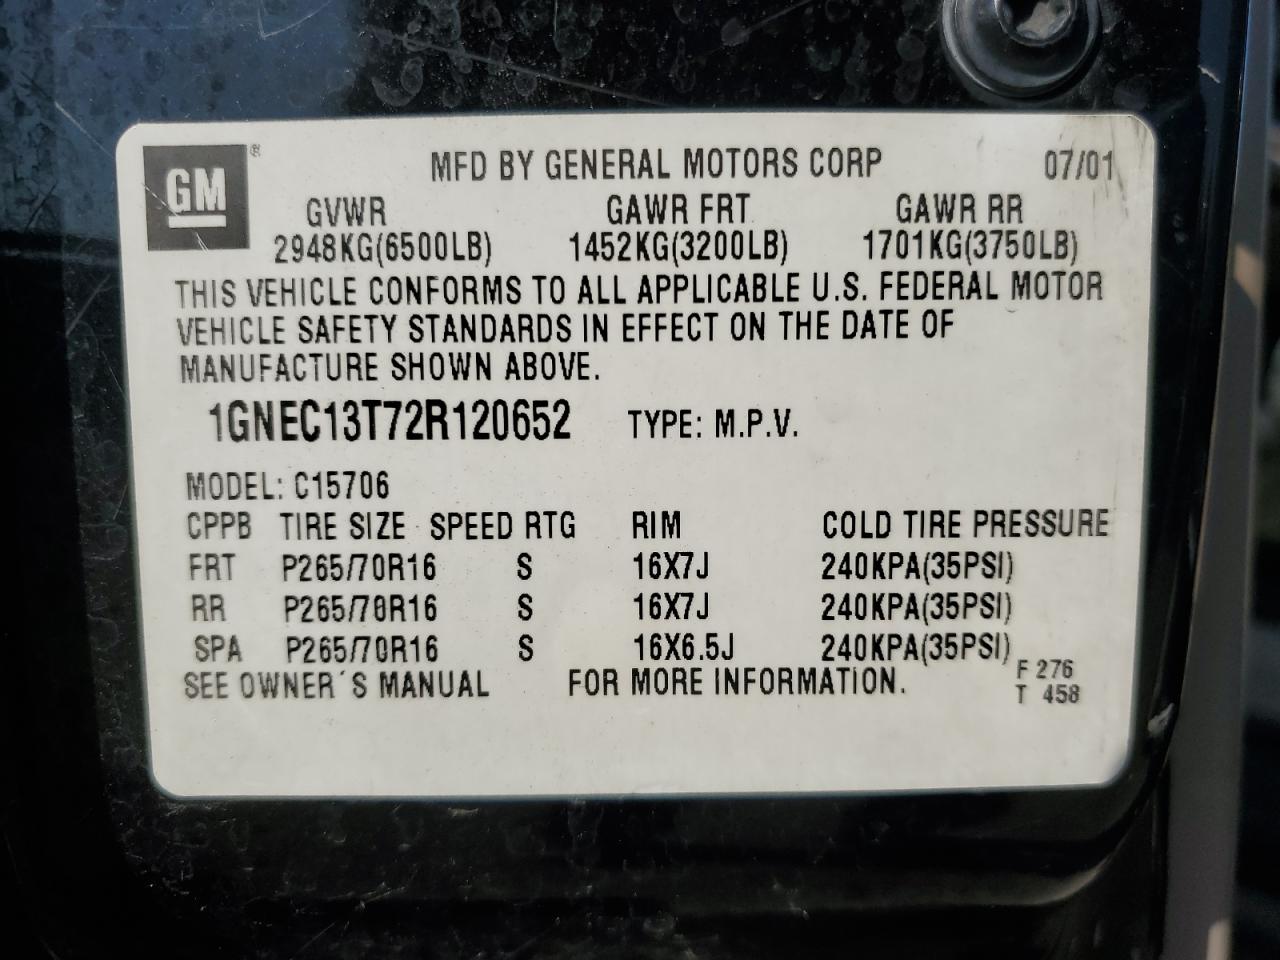 GM ®
MFD BY GENERAL MOTORS CORP 07/01
GVWR GAWR FRT GAWR RR
2948KG(6500LB) 1452KG(3200LB) 1701KG(3750LB)
THIS VEHICLE CONFORMS TO ALL APPLICABLE U.S. FEDERAL MOTOR
VEHICLE SAFETY STANDARDS IN EFFECT ON THE DATE OF
MANUFACTURE SHOWN ABOVE.
1GNEC13T72R120652 TYPE: M.P.V.
MODEL: C15706
CPPB TIRE SIZE SPEED RTG RIM COLD TIRE PRESSURE
FRT P265/70R16 S 16X7J 240KPA(35PSI)
RR P265/70R16 S 16X7J 240KPA(35PSI)
SPA P265/70R16 S 16X6.5J 240KPA(35PSI)
SEE OWNER'S MANUAL FOR MORE INFORMATION.
F 276
T 458